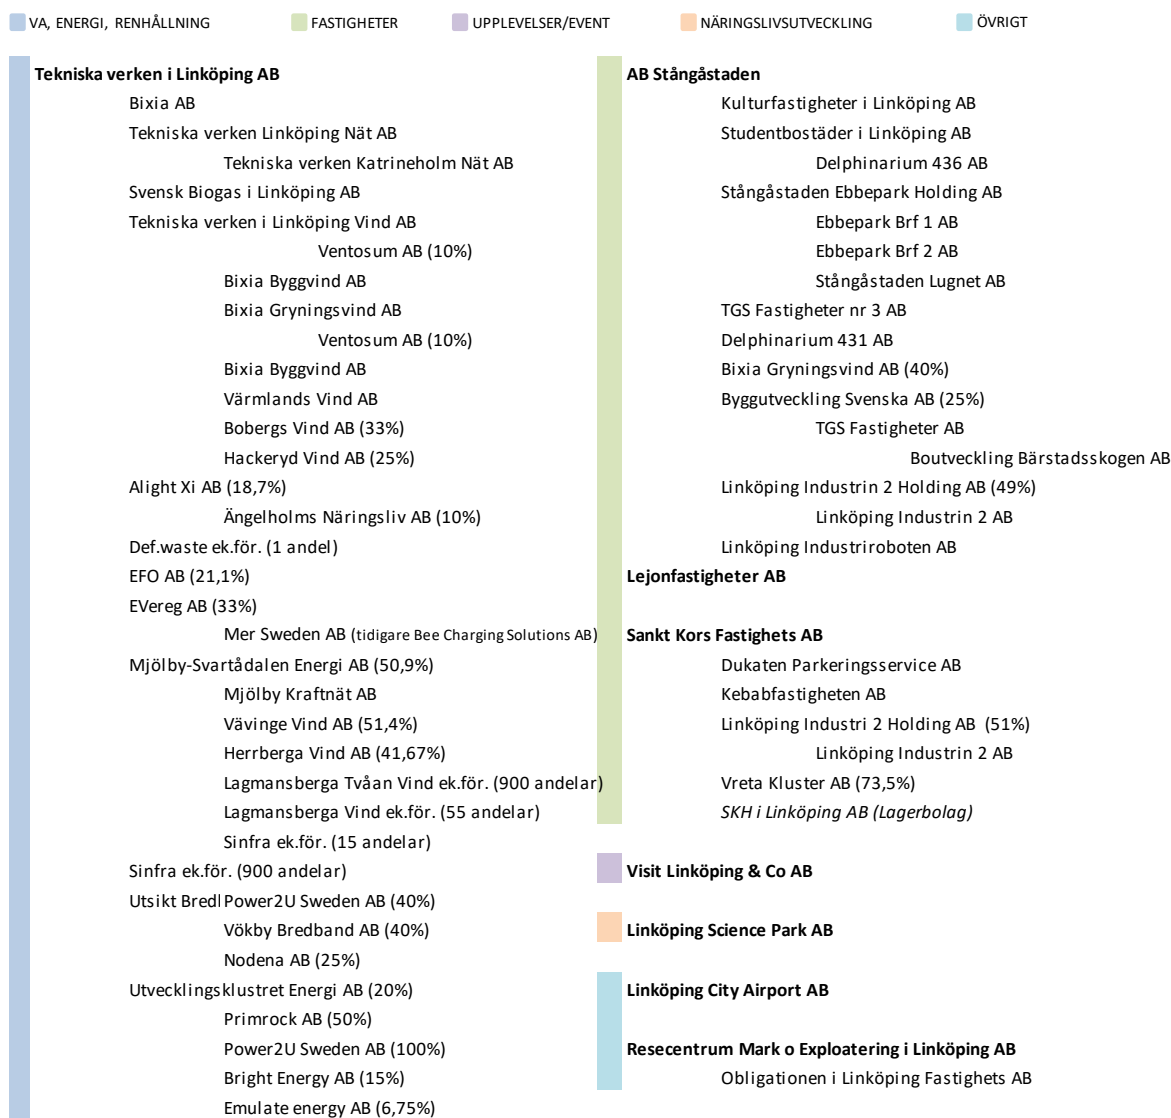 VA, ENERGI, RENHÅLLNING
FASTIGHETER
UPPLEVELSER/EVENT
NÄRINGSLIVSUTVECKLING
ÖVRIGT
Tekniska verken i Linköping AB
Bixia AB
Tekniska verken Linköping Nät AB
Tekniska verken Katrineholm Nät AB
Svensk Biogas i Linköping AB
Tekniska verken i Linköping Vind AB
Ventosum AB (10%)
Bixia Byggvind AB
Bixia Gryningsvind AB
Ventosum AB (10%)
Bixia Byggvind AB
Värmlands Vind AB
Bobergs Vind AB (33%)
Hackeryd Vind AB (25%)
Alight Xi AB (18,7%)
Ängelholms Näringsliv AB (10%)
Def.waste ek.för. (1 andel)
EFO AB (21,1%)
EVereg AB (33%)
Mer Sweden AB (tidigare Bee Charging Solutions AB)
Mjölby-Svartådalen Energi AB (50,9%)
Mjölby Kraftnät AB
Vävinge Vind AB (51,4%)
Herrberga Vind AB (41,67%)
Lagmansberga Tvåan Vind ek.för. (900 andelar)
Lagmansberga Vind ek.för. (55 andelar)
Sinfra ek.för. (15 andelar)
Sinfra ek.för. (900 andelar)
Utsikt Bredl Power2U Sweden AB (40%)
Vökby Bredband AB (40%)
Nodena AB (25%)
Utvecklingsklustret Energi AB (20%)
Primrock AB (50%)
Power2U Sweden AB (100%)
Bright Energy AB (15%)
Emulate energy AB (6,75%)
AB Stångåstaden
Kulturfastigheter i Linköping AB
Studentbostäder i Linköping AB
Delphinarium 436 AB
Stångåstaden Ebbepark Holding AB
Ebbepark Brf 1 AB
Ebbepark Brf 2 AB
Stångåstaden Lugnet AB
TGS Fastigheter nr 3 AB
Delphinarium 431 AB
Bixia Gryningsvind AB (40%)
Byggutveckling Svenska AB (25%)
TGS Fastigheter AB
Boutveckling Bärstadsskogen AB
Linköping Industrin 2 Holding AB (49%)
Linköping Industrin 2 AB
Linköping Industriroboten AB
Lejonfastigheter AB
Sankt Kors Fastighets AB
Dukaten Parkeringsservice AB
Kebabfastigheten AB
Linköping Industri 2 Holding AB (51%)
Linköping Industrin 2 AB
Vreta Kluster AB (73,5%)
SKH i Linköping AB (Lagerbolag)
Visit Linköping & Co AB
Linköping Science Park AB
Linköping City Airport AB
Resecentrum Mark o Exploatering i Linköping AB
Obligationen i Linköping Fastighets AB